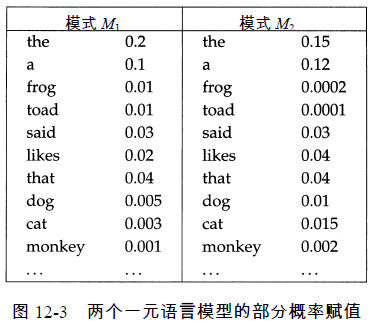 模式 M1 模式 M2
the 0.2 the 0.15
a 0.1 a 0.12
frog 0.01 frog 0.0002
toad 0.01 toad 0.0001
said 0.03 said 0.03
likes 0.02 likes 0.04
that 0.04 that 0.04
dog 0.005 dog 0.01
cat 0.003 cat 0.015
monkey 0.001 monkey 0.002
… … … …
图 12-3 两个一元语言模型的部分概率赋值